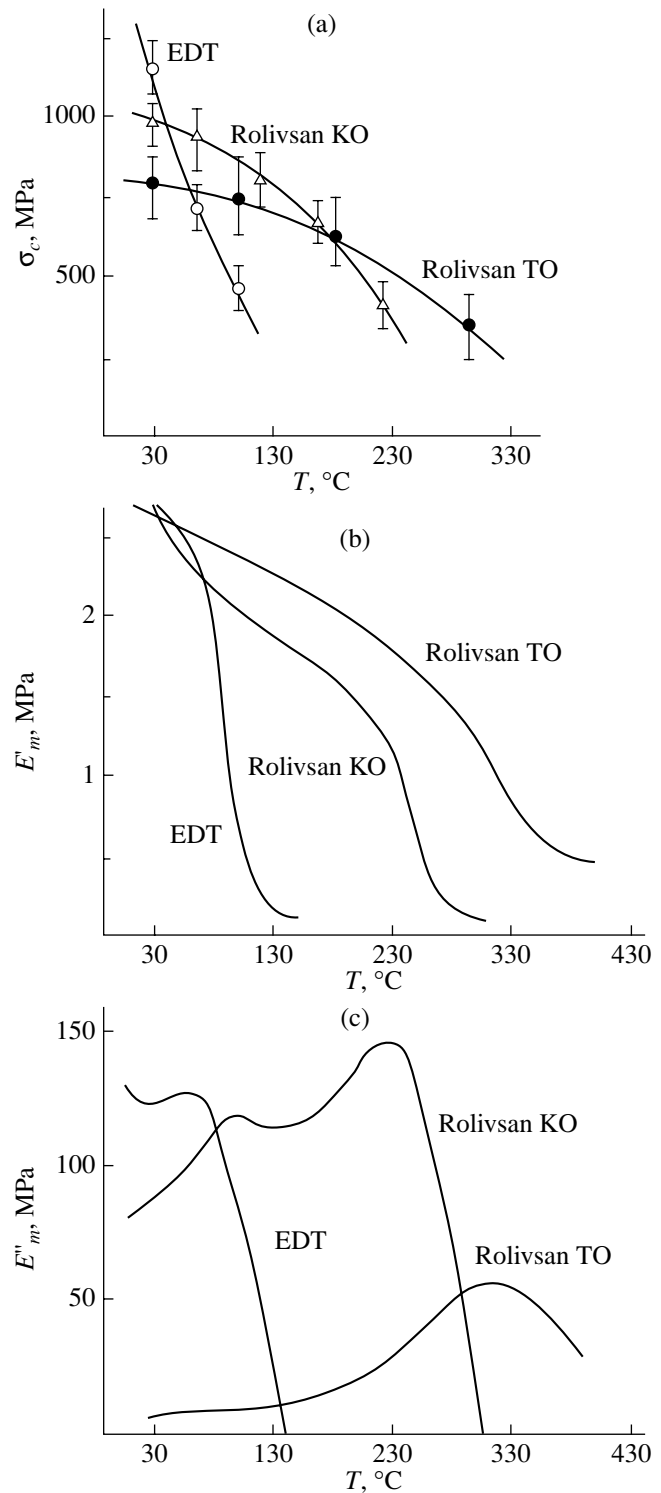 (a)
EDT
1000
Rolivsan KO
σc, MPa
500
Rolivsan TO
30 130 230 330
T, °C
(b)
2
Rolivsan TO
E'm, MPa
Rolivsan KO
1
EDT
30 130 230 330 430
T, °C
(c)
150
Rolivsan KO
100
E''m, MPa
EDT
Rolivsan TO
50
30 130 230 330 430
T, °C